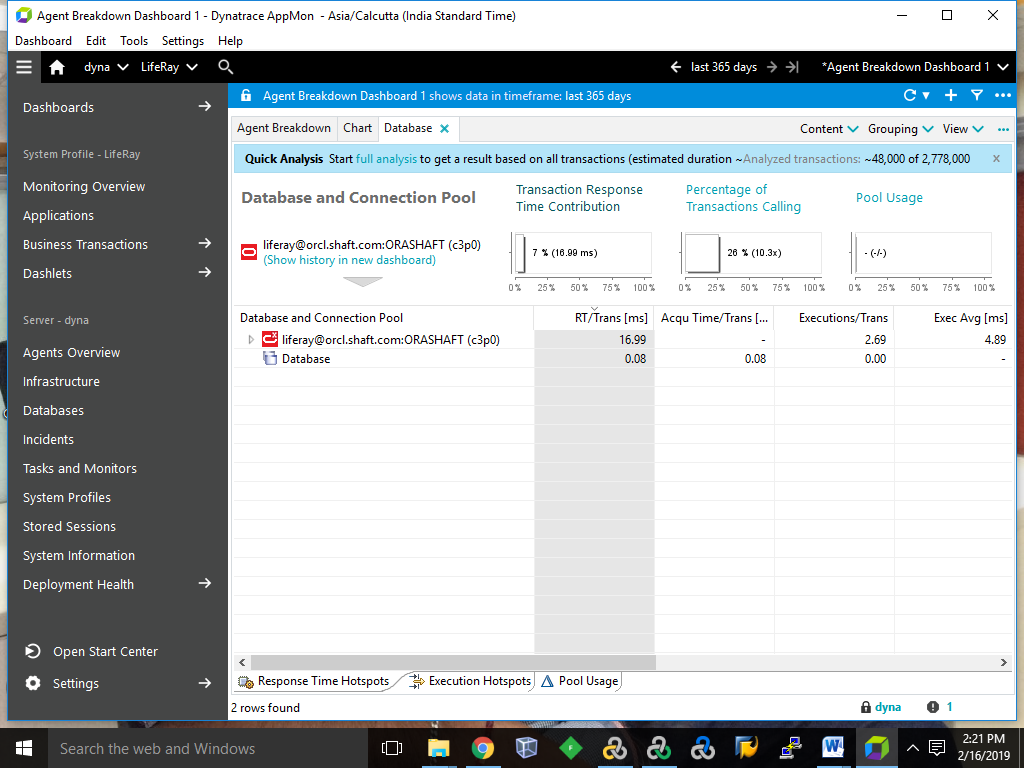 Agent Breakdown Dashboard 1 - Dynatrace AppMon - Asia/Calcutta (India Standard Time)
Dashboard Edit Tools Settings Help
dyna LifeRay last 365 days *Agent Breakdown Dashboard 1
Agent Breakdown Dashboard 1 shows data in timeframe: last 365 days
Dashboards
System Profile - LifeRay
Monitoring Overview
Applications
Business Transactions
Dashlets
Server - dyna
Agents Overview
Infrastructure
Databases
Incidents
Tasks and Monitors
System Profiles
Stored Sessions
System Information
Deployment Health
Open Start Center
Settings
Agent Breakdown Chart Database Content Grouping View
Quick Analysis Start full analysis to get a result based on all transactions (estimated duration ~Analyzed transactions: ~48,000 of 2,778,000
Database and Connection Pool
Transaction Response
Time Contribution
Percentage of
Transactions Calling
Pool Usage
liferay@orcl.shaft.com:ORASHAFT (c3p0)
(Show history in new dashboard)
7 % (16.99 ms)
0% 25% 50% 75% 100%
26 % (10.3x)
0% 25% 50% 75% 100%
- (-/-)
0% 25% 50% 75% 100%
Database and Connection Pool RT/Trans [ms] Acqu Time/Trans [... Executions/Trans Exec Avg [ms]
liferay@orcl.shaft.com:ORASHAFT (c3p0) 16.99 - 2.69 4.89
Database 0.08 0.08 0.00 -
Response Time Hotspots Execution Hotspots Pool Usage
2 rows found dyna 1
Search the web and Windows
2:21 PM
2/16/2019